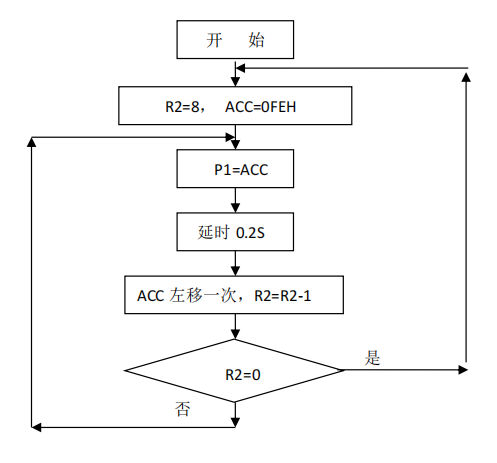 开 始
R2=8， ACC=0FEH
P1=ACC
延时 0.2S
ACC 左移一次，R2=R2-1
R2=0
是
否